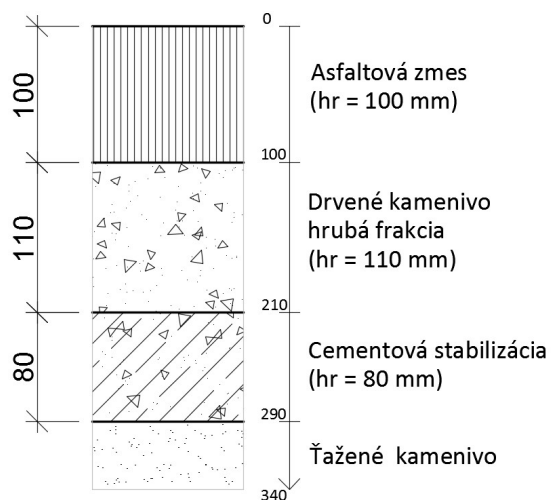 0
100
Asfaltová zmes
(hr = 100 mm)
100
110
Drvené kamenivo
hrubá frakcia
(hr = 110 mm)
210
80
Cementová stabilizácia
(hr = 80 mm)
290
Ťažené kamenivo
340